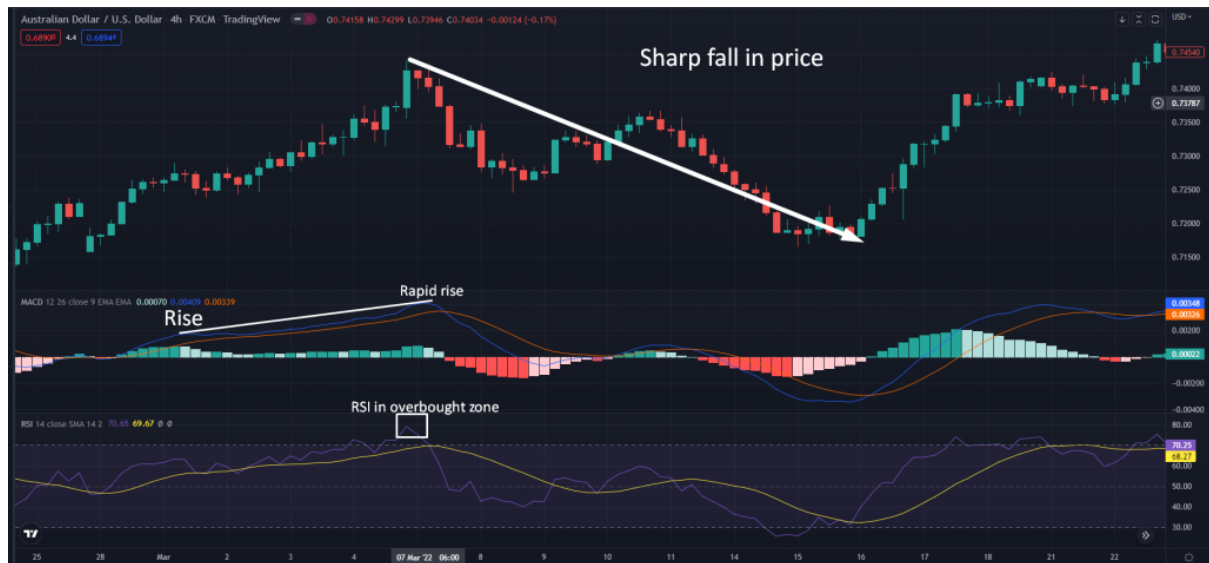 Australian Dollar / U.S. Dollar 4h FXCM TradingView O0.74158 H0.74299 L0.73946 C0.74034 -0.00124 (-0.17%) USD
0.68909 4.4 0.68944
Sharp fall in price
0.74540
0.74000
0.73787
0.73500
0.73000
0.72500
0.72000
0.71500
MACD 12 26 close 9 EMA EMA 0.00070 0.00409 0.00339
Rapid rise
Rise
0.00348
0.00326
0.00200
0.00022
-0.00200
-0.00400
RSI in overbought zone
RSI 14 close SMA 14 2 70.65 69.67 Ø Ø
80.00
70.25
68.27
60.00
50.00
40.00
30.00
25 28 Mar 2 3 4 07 Mar '22 06:00 8 9 10 11 14 15 16 17 18 21 22